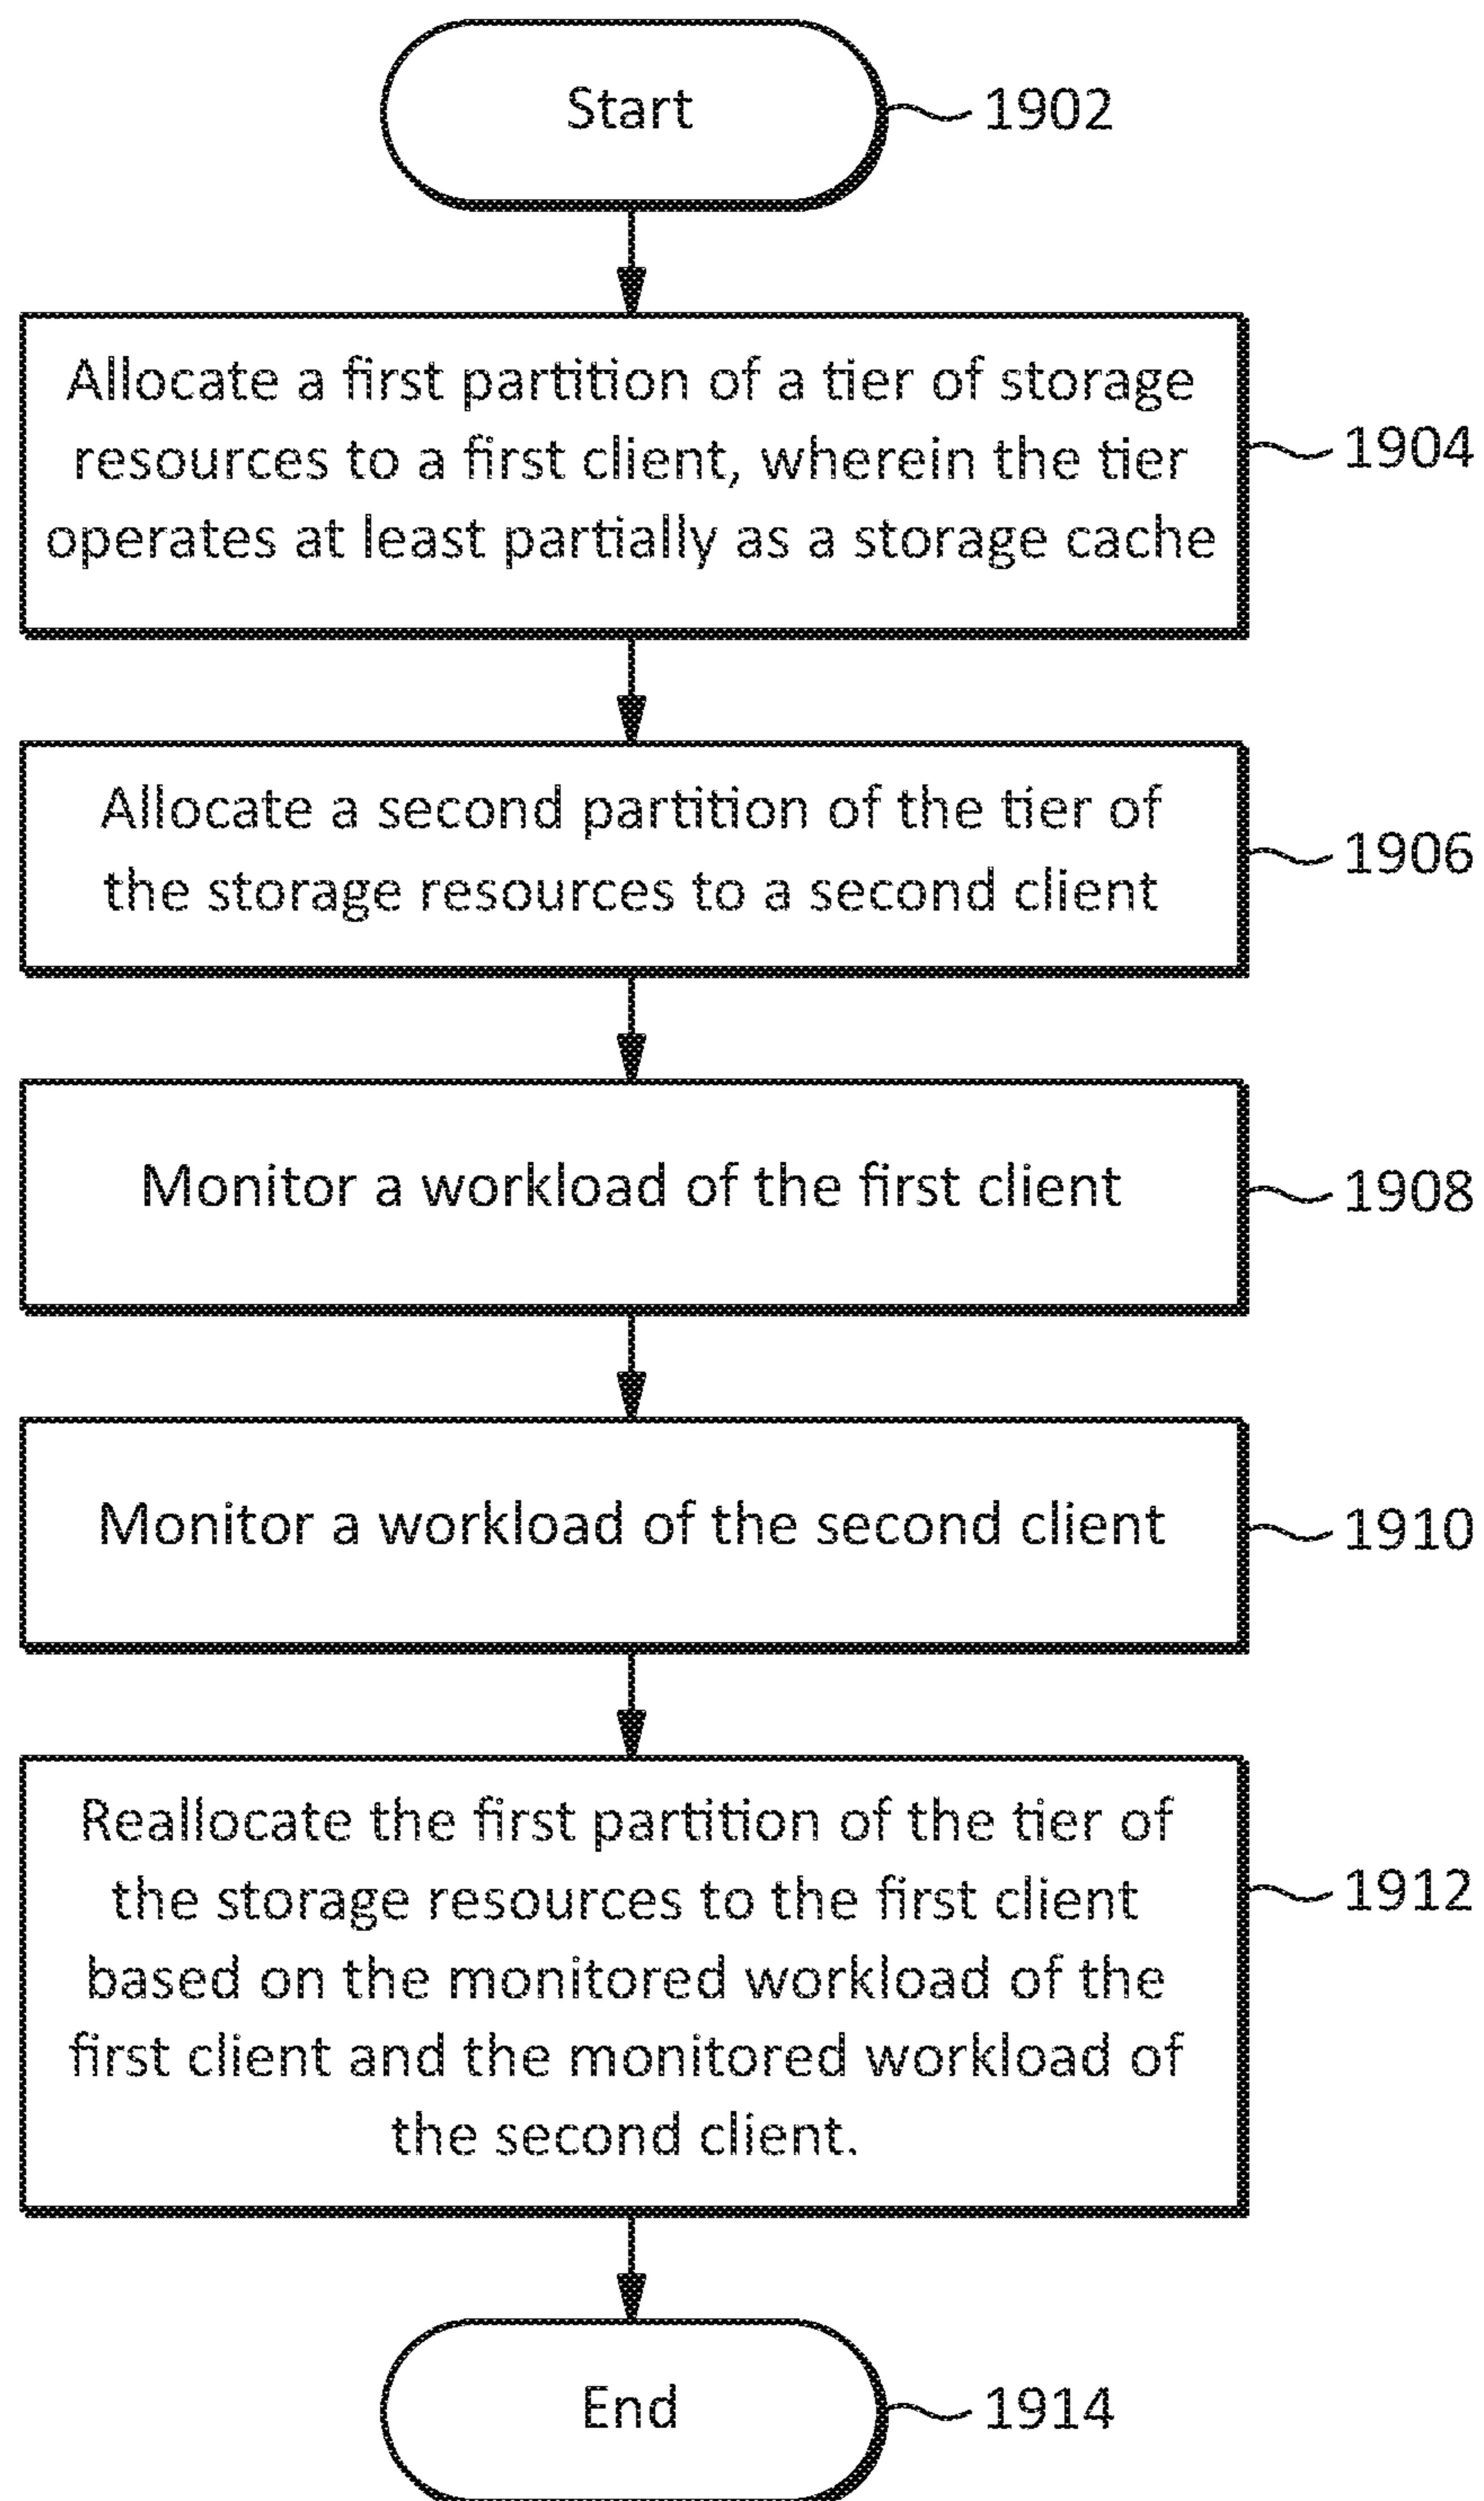 Start
1902
Allocate a first partition of a tier of storage
resources to a first client, wherein the tier
operates at least partially as a storage cache
1904
Allocate a second partition of the tier of
the storage resources to a second client
1906
Monitor a workload of the first client
1908
Monitor a workload of the second client
1910
Reallocate the first partition of the tier of
the storage resources to the first client
based on the monitored workload of the
first client and the monitored workload of
the second client.
1912
End
1914